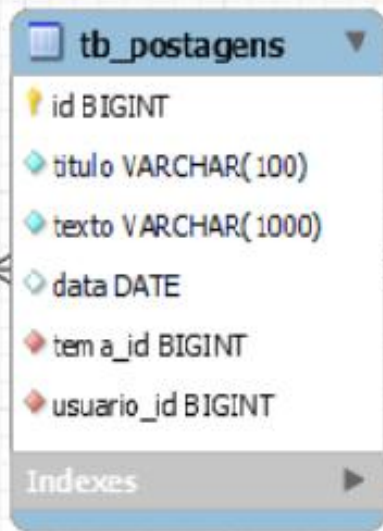 tb_postagens
id BIGINT
titulo VARCHAR(100)
texto VARCHAR(1000)
data DATE
tema_id BIGINT
usuario_id BIGINT
Indexes